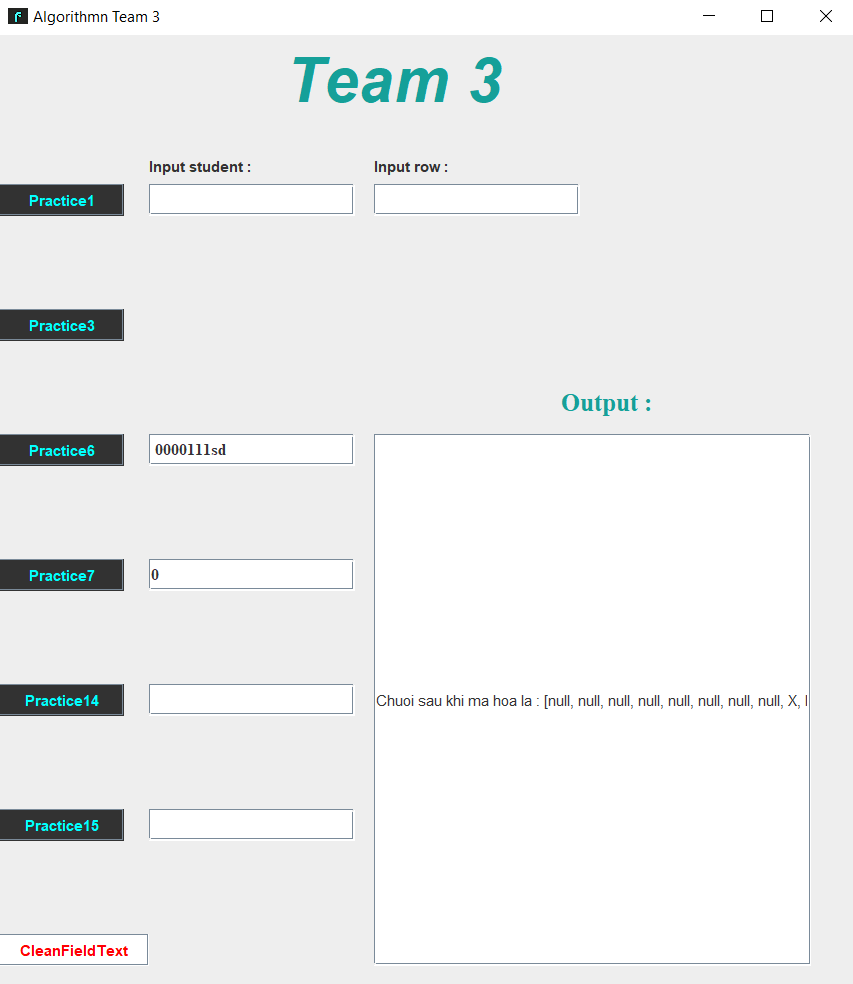 Algorithmn Team 3
Team 3
Input student :
Input row :
Practice1
Practice3
Output :
Practice6
0000111sd
Practice7
0
Practice14
Chuoi sau khi ma hoa la : [null, null, null, null, null, null, null, null, X,
Practice15
CleanFieldText